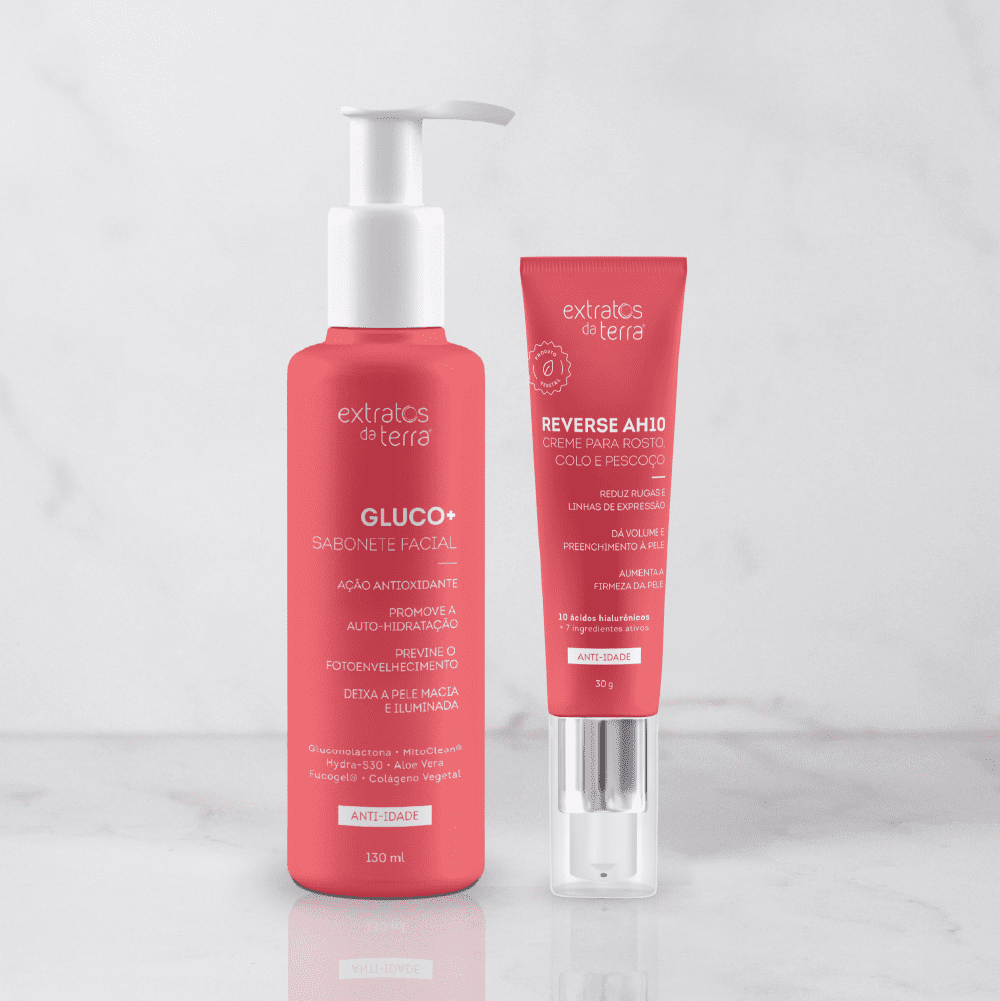 extratos
da terra®
GLUCO+
SABONETE FACIAL
AÇÃO ANTIOXIDANTE
PROMOVE A
AUTO-HIDRATAÇÃO
PREVINE O
FOTOENVELHECIMENTO
DEIXA A PELE MACIA
E ILUMINADA
Gluconolactona • MitoClean®
Hydra-S30 • Aloe Vera
Fucogel® • Colágeno Vegetal
ANTI-IDADE
130 ml
extratos
da terra®
PRODUTO
VEGETAL
REVERSE AH10
CREME PARA ROSTO,
COLO E PESCOÇO
REDUZ RUGAS E
LINHAS DE EXPRESSÃO
DÁ VOLUME E
PREENCHIMENTO À PELE
AUMENTA A
FIRMEZA DA PELE
10 ácidos hialurônicos
+ 7 ingredientes ativos
ANTI-IDADE
30 g